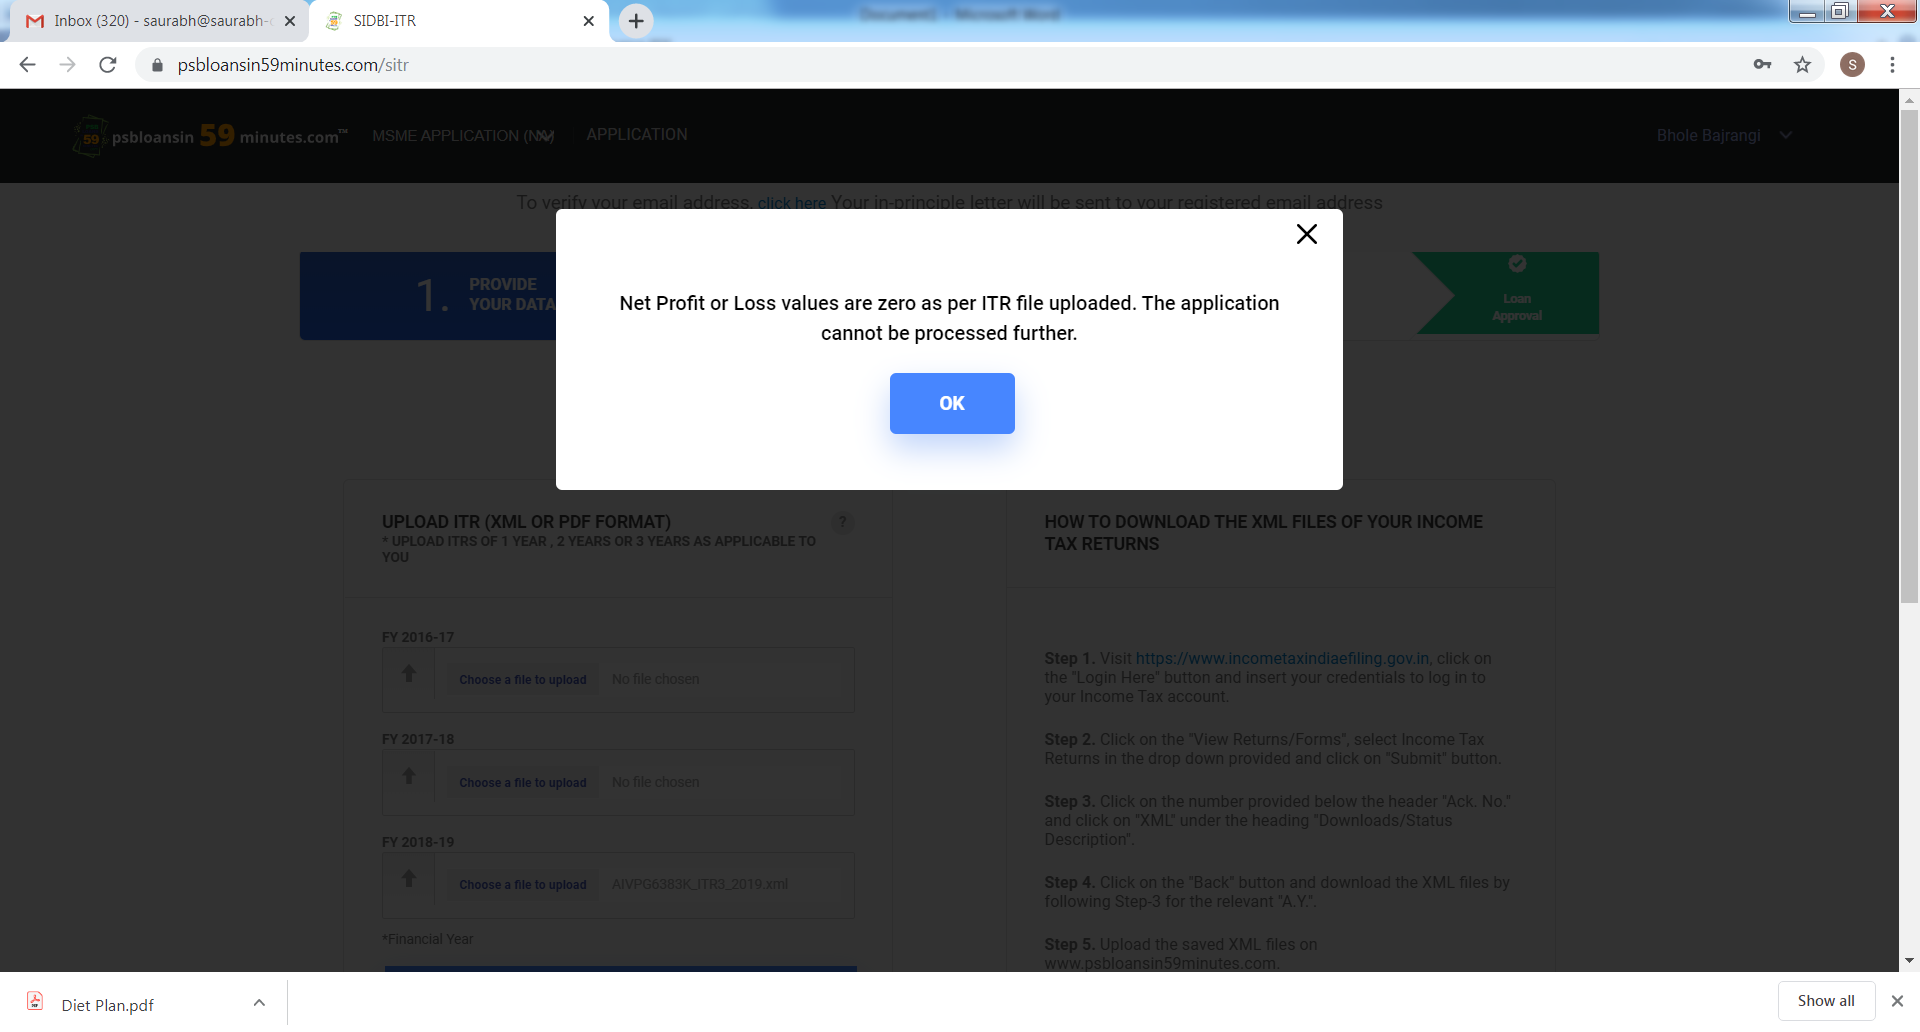 Inbox (320) - saurabh@saurabh-
SIDBI-ITR
Document1 - Microsoft Word
psbloansin59minutes.com/sitr
S
59
psbloansin 59 minutes.com™
MSME APPLICATION
APPLICATION
Bhole Bajrangi
To verify your email address, click here Your in-principle letter will be sent to your registered email address
1.
PROVIDE
YOUR DATA
Loan
Approval
Net Profit or Loss values are zero as per ITR file uploaded. The application
cannot be processed further.
OK
UPLOAD ITR (XML OR PDF FORMAT)
?
* UPLOAD ITRS OF 1 YEAR , 2 YEARS OR 3 YEARS AS APPLICABLE TO
YOU
FY 2016-17
Choose a file to upload No file chosen
FY 2017-18
Choose a file to upload No file chosen
FY 2018-19
Choose a file to upload AIVPG6383K_ITR3_2019.xml
*Financial Year
HOW TO DOWNLOAD THE XML FILES OF YOUR INCOME
TAX RETURNS
Step 1. Visit https://www.incometaxindiaefiling.gov.in, click on
the "Login Here" button and insert your credentials to log in to
your Income Tax account.
Step 2. Click on the "View Returns/Forms", select Income Tax
Returns in the drop down provided and click on "Submit" button.
Step 3. Click on the number provided below the header "Ack. No."
and click on "XML" under the heading "Downloads/Status
Description".
Step 4. Click on the "Back" button and download the XML files by
following Step-3 for the relevant "A.Y.".
Step 5. Upload the saved XML files on
www.psbloansin59minutes.com.
Diet Plan.pdf
Show all